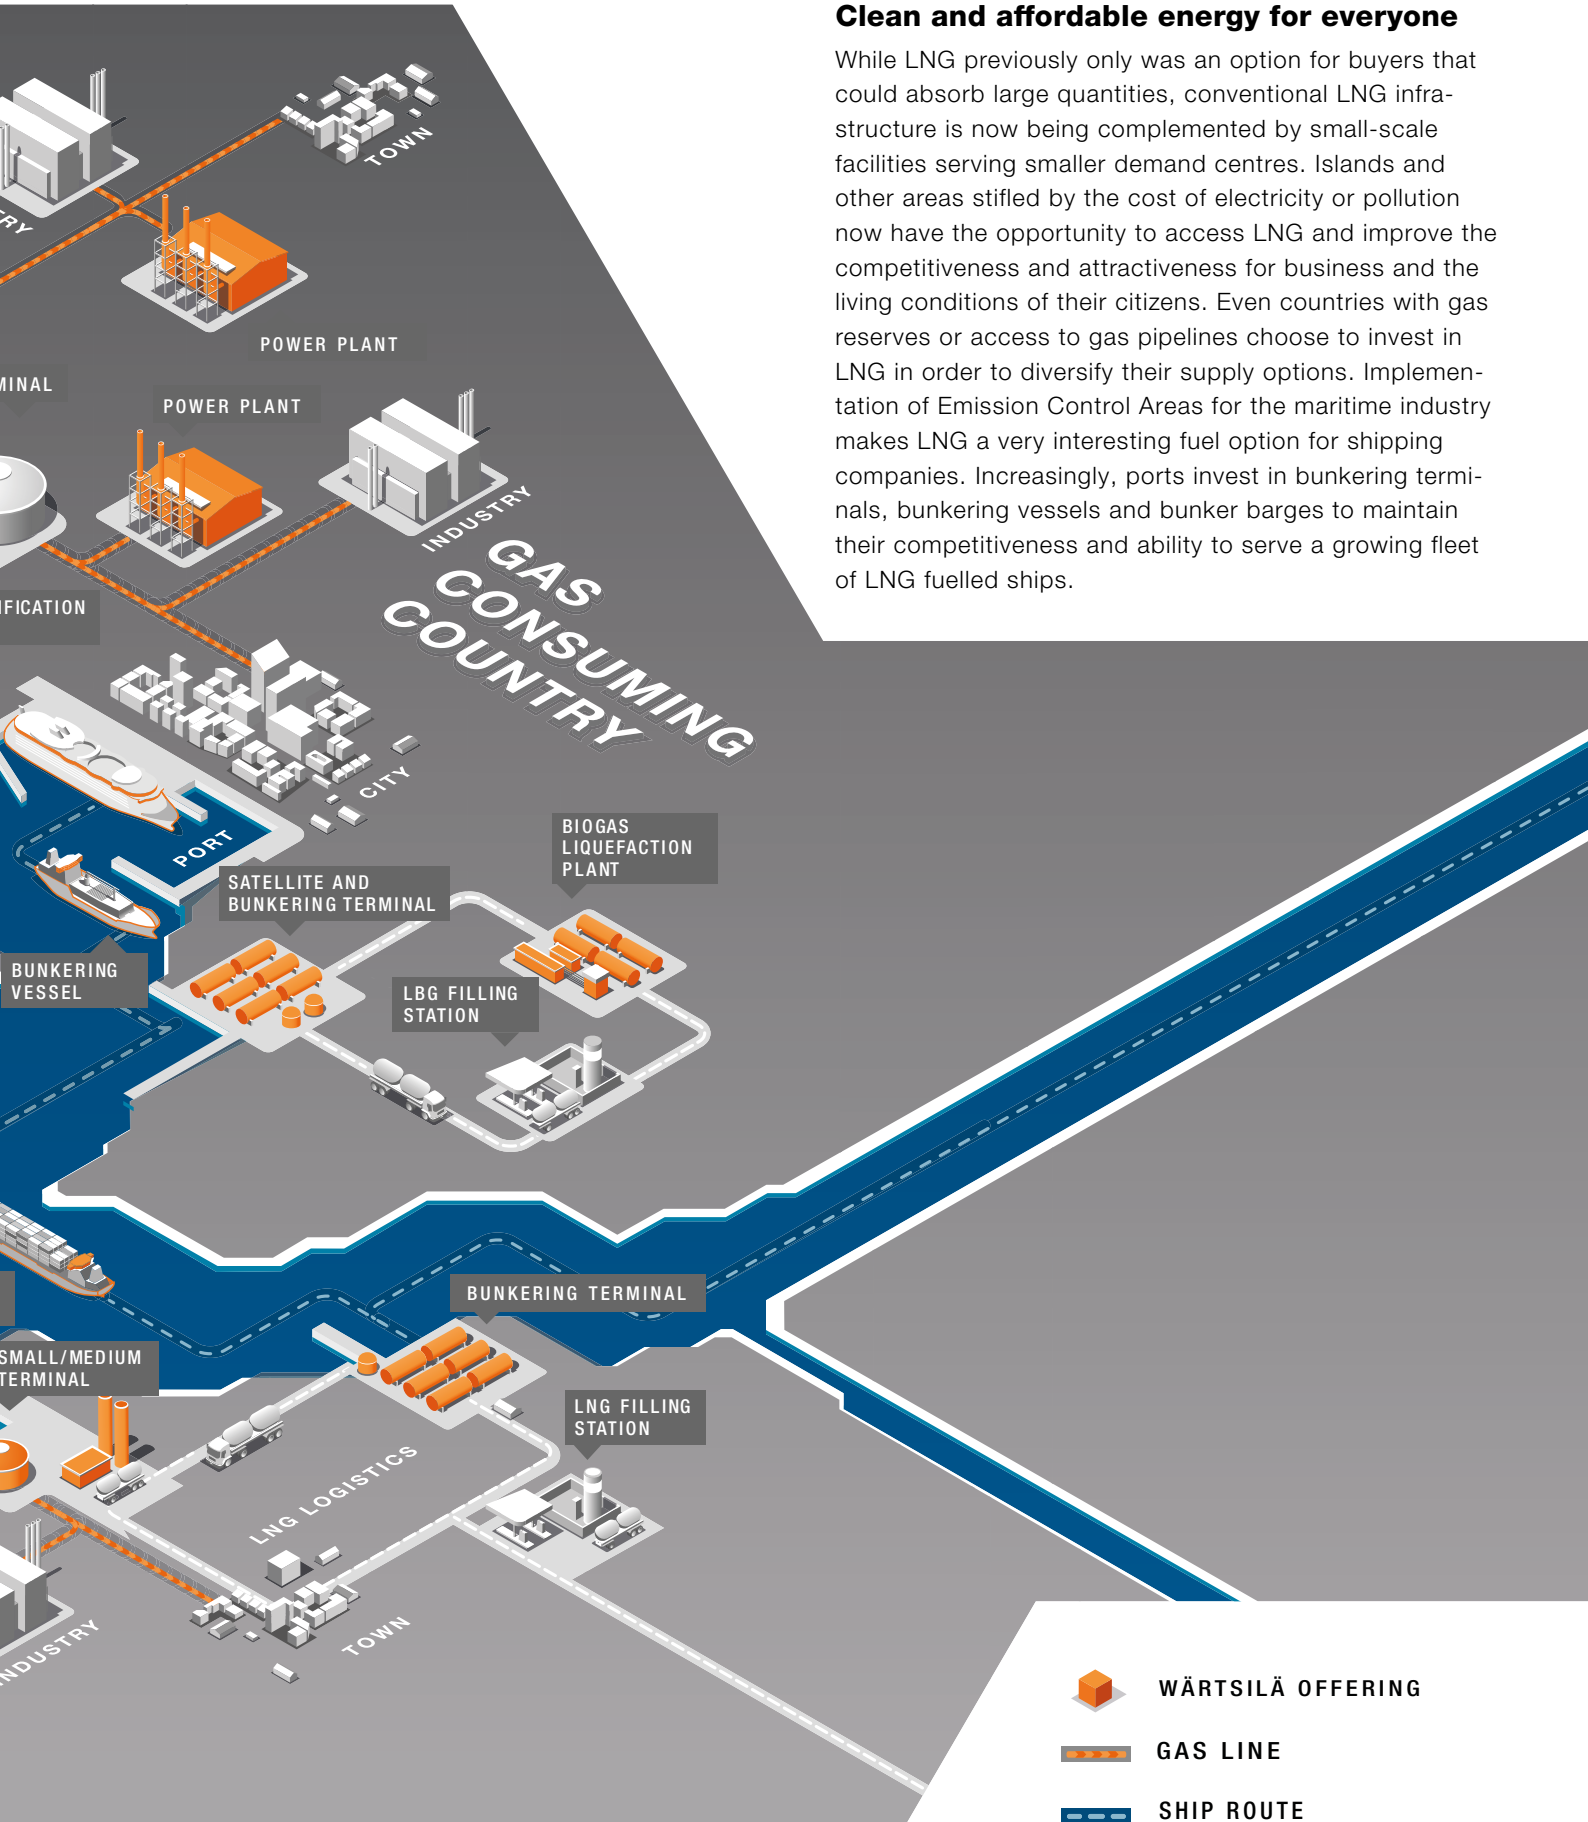 Clean and affordable energy for everyone
While LNG previously only was an option for buyers that
could absorb large quantities, conventional LNG infra-
structure is now being complemented by small-scale
facilities serving smaller demand centres. Islands and
other areas stifled by the cost of electricity or pollution
now have the opportunity to access LNG and improve the
competitiveness and attractiveness for business and the
living conditions of their citizens. Even countries with gas
reserves or access to gas pipelines choose to invest in
LNG in order to diversify their supply options. Implemen-
tation of Emission Control Areas for the maritime industry
makes LNG a very interesting fuel option for shipping
companies. Increasingly, ports invest in bunkering termi-
nals, bunkering vessels and bunker barges to maintain
their competitiveness and ability to serve a growing fleet
of LNG fuelled ships.
TOWN
RY
POWER PLANT
MINAL
POWER PLANT
INDUSTRY
GAS
CONSUMING
COUNTRY
IFICATION
CITY
PORT
BIOGAS
LIQUEFACTION
PLANT
SATELLITE AND
BUNKERING TERMINAL
BUNKERING
VESSEL
LBG FILLING
STATION
BUNKERING TERMINAL
SMALL/MEDIUM
TERMINAL
LNG FILLING
STATION
LNG LOGISTICS
TOWN
NDUSTRY
WÄRTSILÄ OFFERING
GAS LINE
SHIP ROUTE